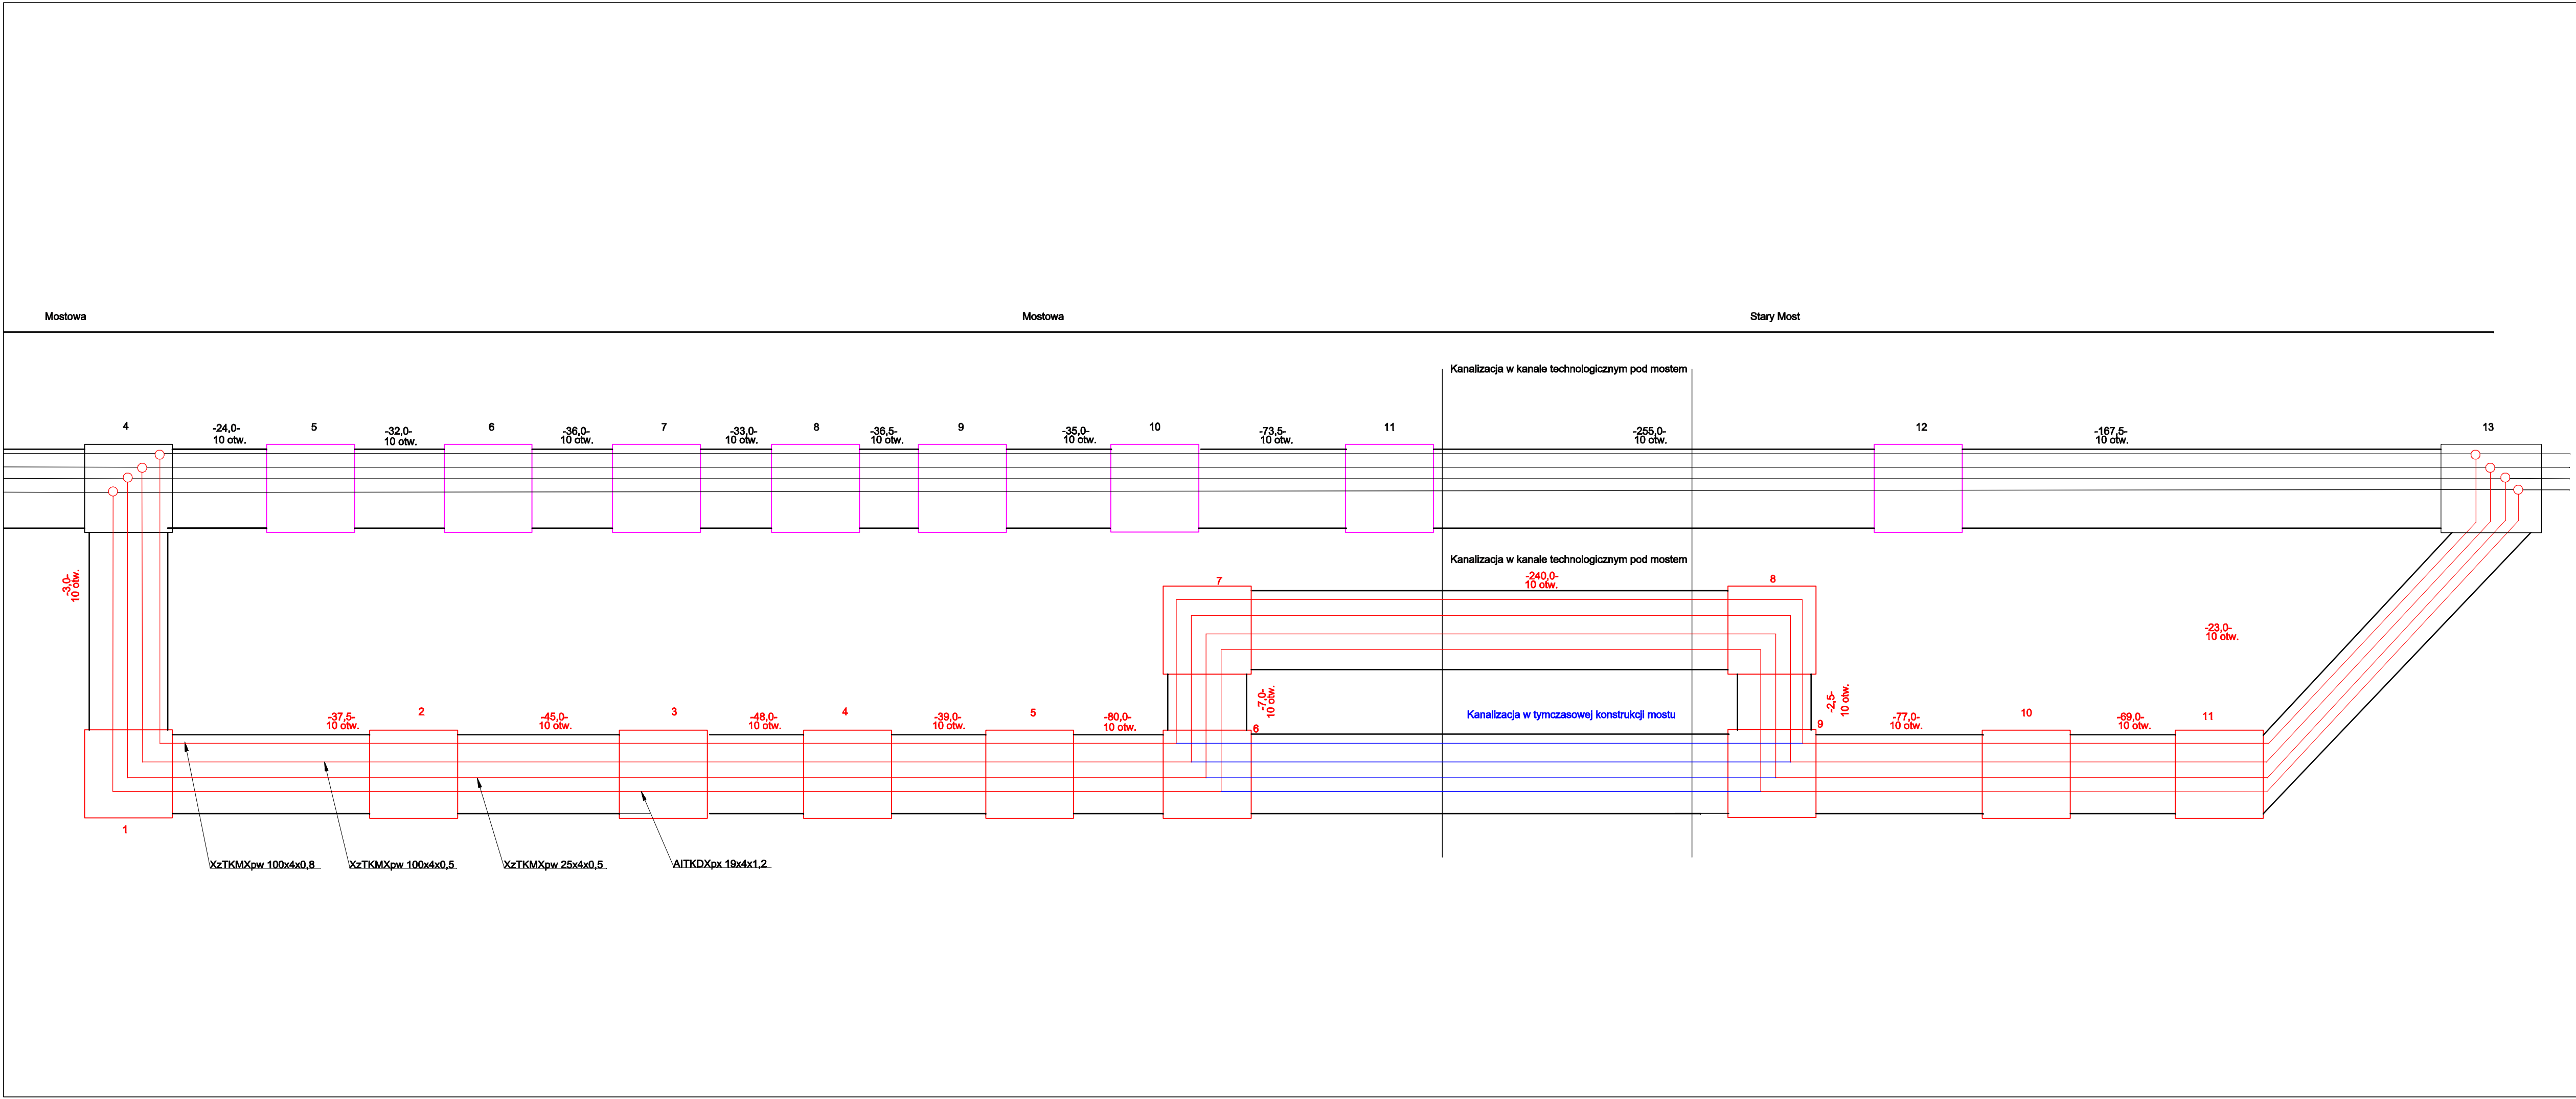 Mostowa
Mostowa
Stary Most
Kanalizacja w kanale technologicznym pod mostem
4
-24,0-
10 otw.
5
-32,0-
10 otw.
6
-36,0-
10 otw.
7
-33,0-
10 otw.
8
-36,5-
10 otw.
9
-35,0-
10 otw.
10
-73,5-
10 otw.
11
-255,0-
10 otw.
12
-167,5-
10 otw.
13
Kanalizacja w kanale technologicznym pod mostem
-3,0-
10 otw.
7
-240,0-
10 otw.
8
-23,0-
10 otw.
-7,0-
10 otw.
-2,5-
10 otw.
-37,5-
10 otw.
2
-45,0-
10 otw.
3
-48,0-
10 otw.
4
-39,0-
10 otw.
5
-80,0-
10 otw.
6
Kanalizacja w tymczasowej konstrukcji mostu
9
-77,0-
10 otw.
10
-69,0-
10 otw.
11
1
XzTKMXpw 100x4x0,8
XzTKMXpw 100x4x0,5
XzTKMXpw 25x4x0,5
AITKDXpx 19x4x1,2